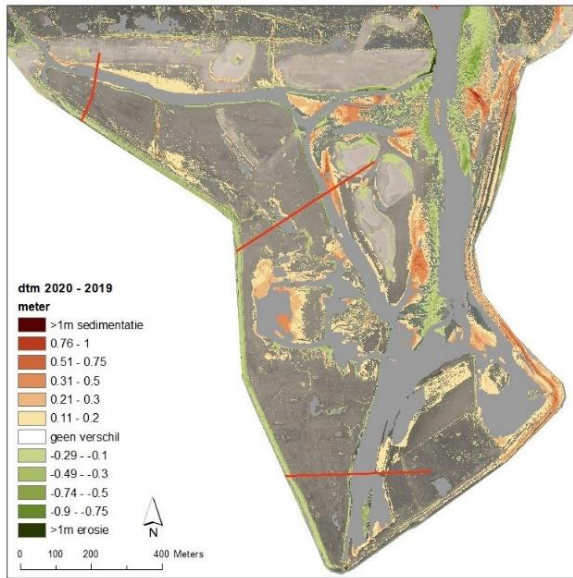 dtm 2020 - 2019
meter
>1m sedimentatie
0.76 - 1
0.51 - 0.75
0.31 - 0.5
0.21 - 0.3
0.11 - 0.2
geen verschil
-0.29 - -0.1
-0.49 - -0.3
-0.74 - -0.5
-0.9 - -0.75
>1m erosie
N
0 200 400 Meters